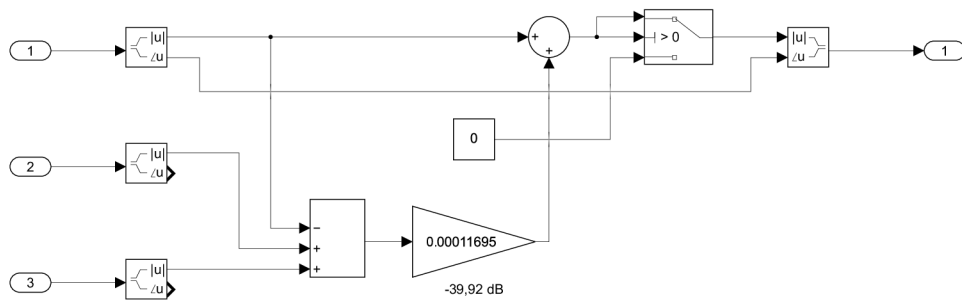 1
|u|
∠u
+
+
> 0
|u|
∠u
1
0
2
|u|
∠u
−
+
+
0.00011695
3
|u|
∠u
-39,92 dB